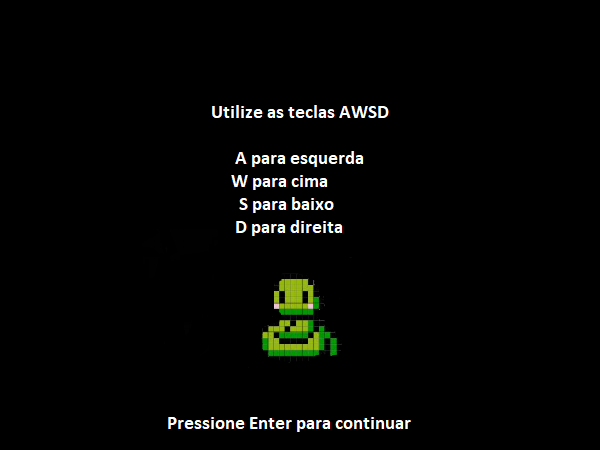 Utilize as teclas AWSD
A para esquerda
W para cima
S para baixo
D para direita
Pressione Enter para continuar